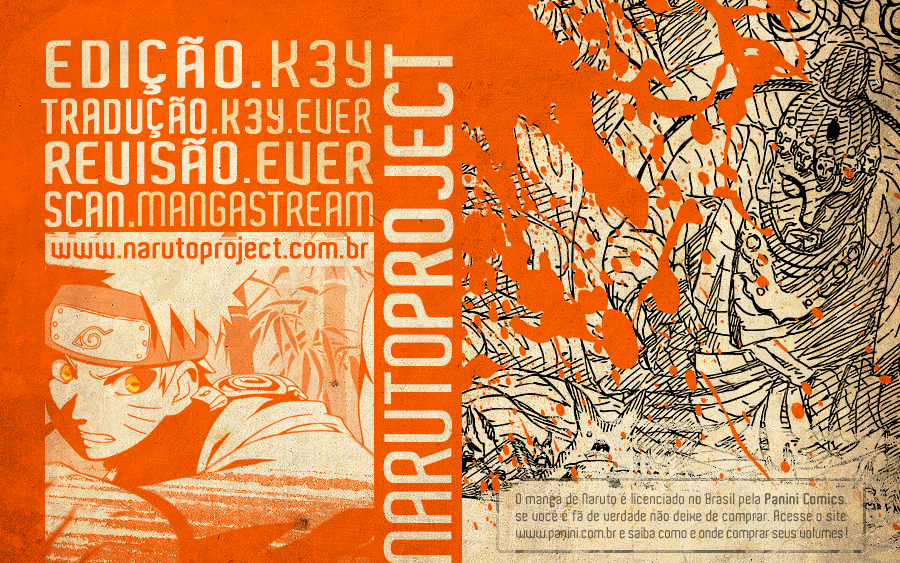 EDIÇÃO.K3Y
TRADUÇÃO.K3Y.EVER
REVISÃO.EVER
SCAN.MANGASTREAM
www.narutoproject.com.br
NARUTOPROJECT
O manga de Naruto é licenciado no Brasil pela Panini Comics,
se você é fã de verdade não deixe de comprar. Acesse o site
www.panini.com.br e saiba como e onde comprar seus volumes!